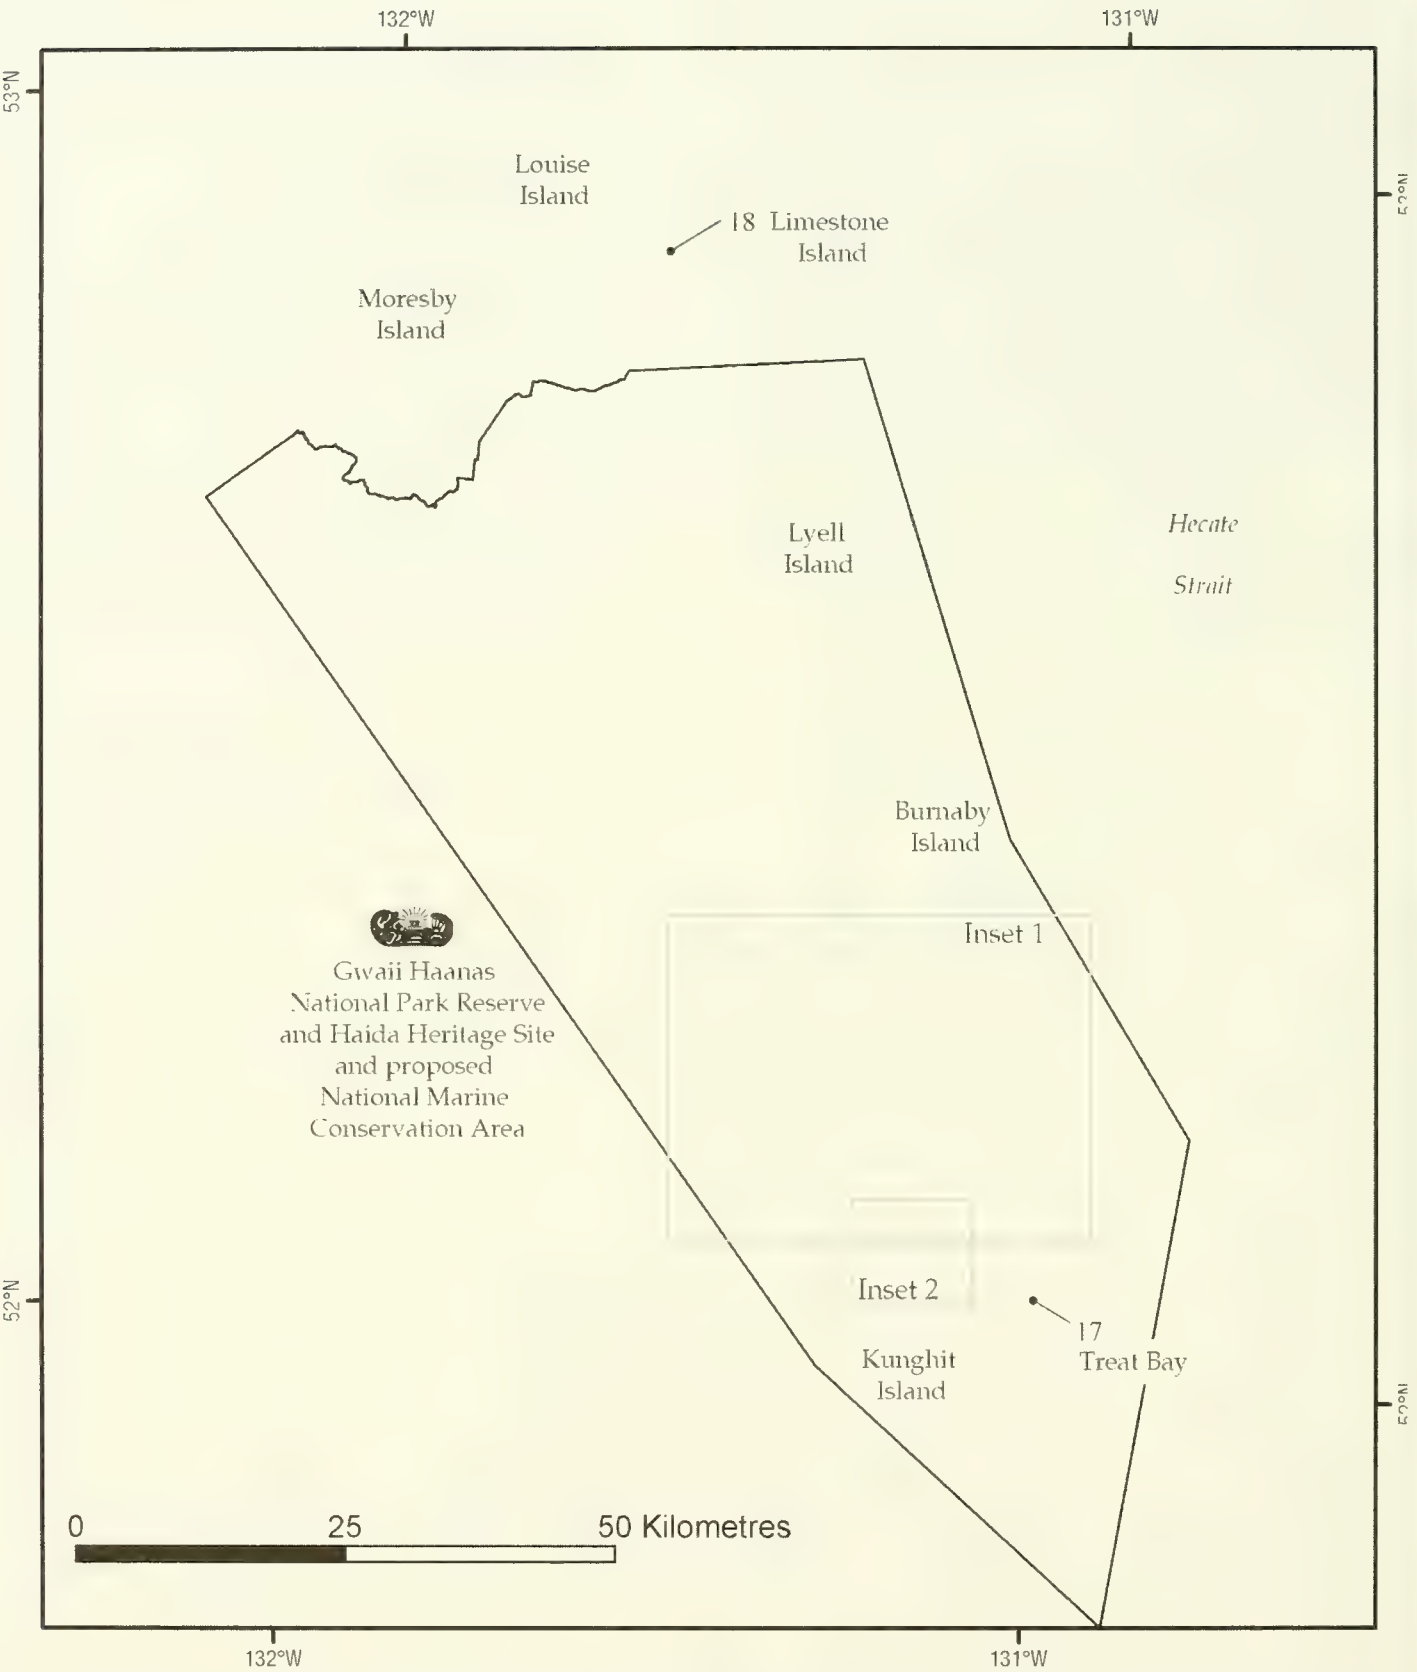 132°W
131°W
53°N
53°N
Louise
Island
18 Limestone
Island
Moresby
Island
Lyell
Island
Hecate
Strait
Burnaby
Island
Inset 1
Gwaii Haanas
National Park Reserve
and Haida Heritage Site
and proposed
National Marine
Conservation Area
52°N
Inset 2
17
Treat Bay
Kunghit
Island
52°N
0
25
50 Kilometres
132°W
131°W